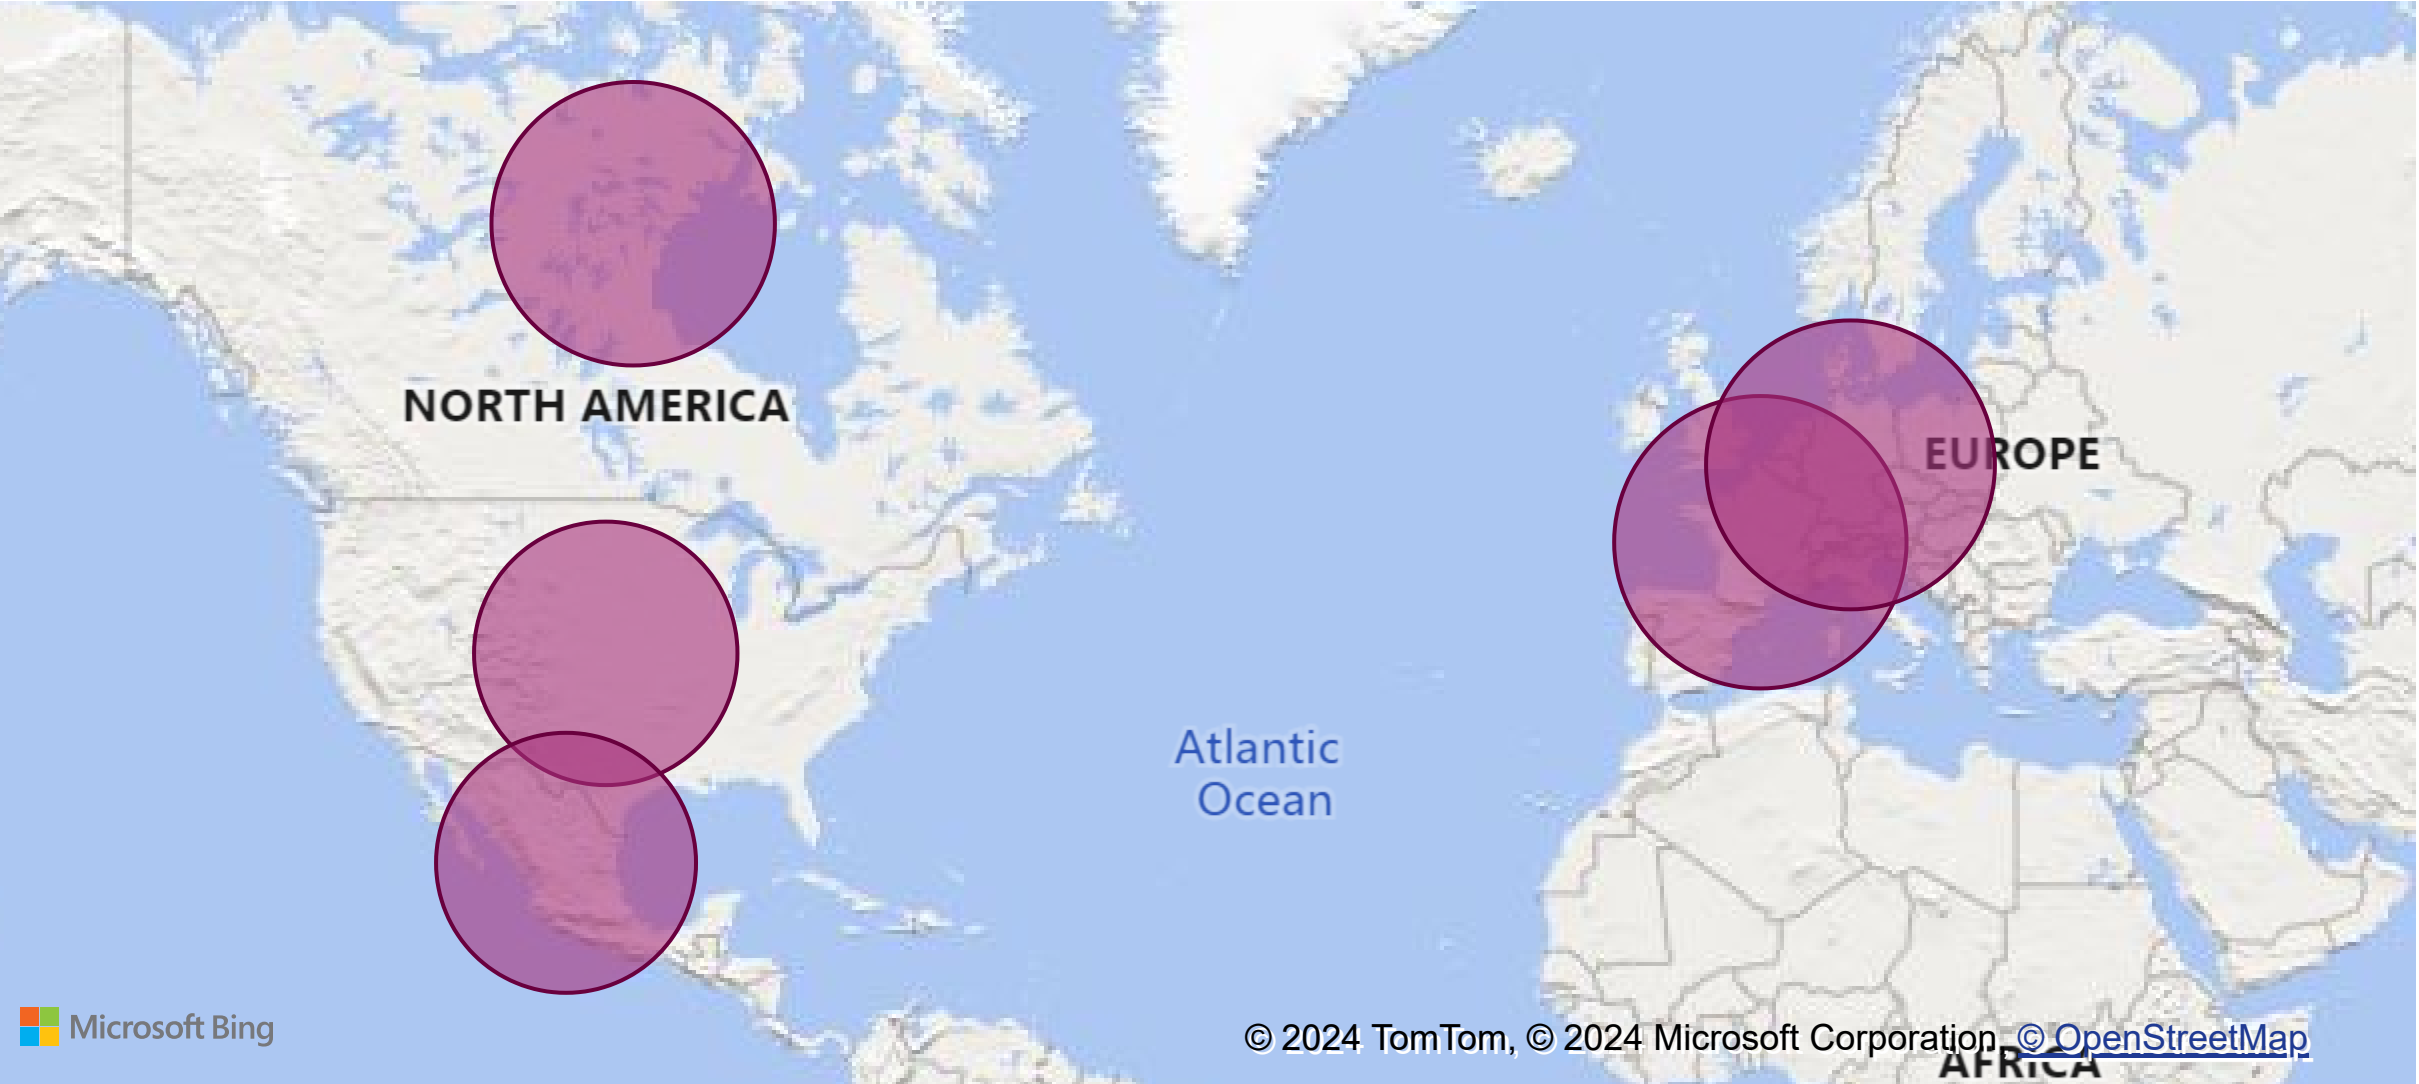 NORTH AMERICA
EUROPE
Atlantic
Ocean
Microsoft Bing
© 2024 TomTom, © 2024 Microsoft Corporation, © OpenStreetMap
AFRICA